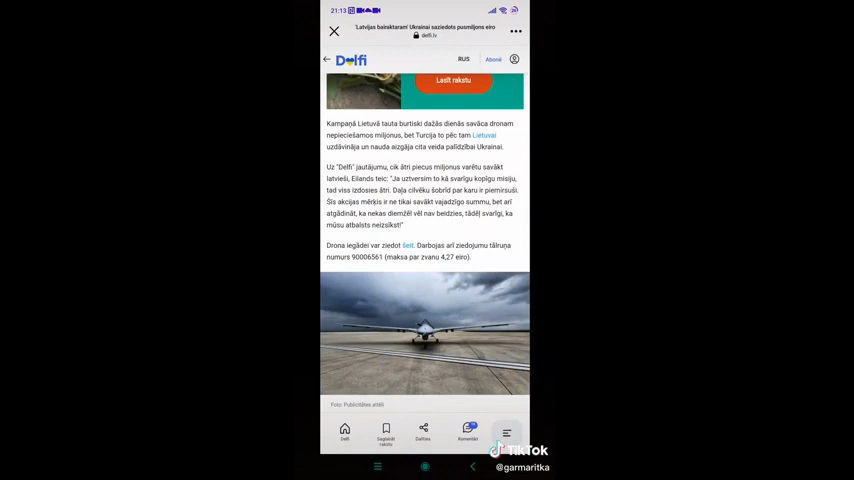 21:13
'Latvijas bairaktaram' Ukrainai saziedots pusmiljons eiro
delfi.lv
Delfi
RUS
Abonē
Lasīt rakstu
Kampaņā Lietuvā tauta burtiski dažās dienās savāca dronam
nepieciešamos miljonus, bet Turcija to pēc tam Lietuvai
uzdāvināja un nauda aizgāja cita veida palīdzībai Ukrainai.
Uz "Delfi" jautājumu, cik ātri piecus miljonus varētu savākt
latvieši, Eilands teic: "Ja uztversim to kā svarīgu kopīgu misiju,
tad viss izdosies ātri. Daļa cilvēku šobrīd par karu ir piemirsuši.
Šīs akcijas mērķis ir ne tikai savākt vajadzīgo summu, bet arī
atgādināt, ka nekas diemžēl vēl nav beidzies, tādēļ svarīgi, ka
mūsu atbalsts neizsīkst!"
Drona iegādei var ziedot šeit. Darbojas arī ziedojumu tālruņa
numurs 90006561 (maksa par zvanu 4,27 eiro).
Foto: Publicitātes attēli
Delfi
Saglabāt
rakstu
Dalīties
Komentāri
TikTok
@garmaritka